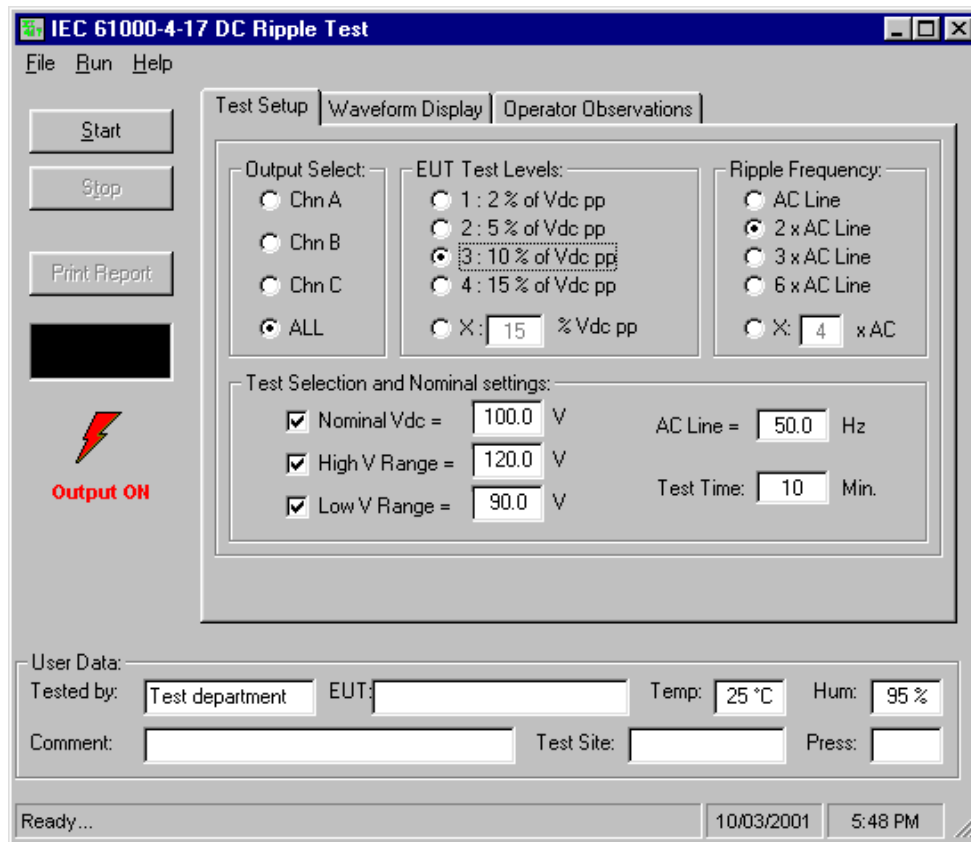 IEC 61000-4-17 DC Ripple Test
File Run Help
Start
Stop
Print Report
Output ON
Test Setup
Waveform Display
Operator Observations
Output Select:
Chn A
Chn B
Chn C
ALL
EUT Test Levels:
1 : 2 % of Vdc pp
2 : 5 % of Vdc pp
3 : 10 % of Vdc pp
4 : 15 % of Vdc pp
X : 15 % Vdc pp
Ripple Frequency:
AC Line
2 x AC Line
3 x AC Line
6 x AC Line
X: 4 x AC
Test Selection and Nominal settings:
Nominal Vdc = 100.0 V
High V Range = 120.0 V
Low V Range = 90.0 V
AC Line = 50.0 Hz
Test Time: 10 Min.
User Data:
Tested by: Test department EUT: Temp: 25 °C Hum: 95 %
Comment: Test Site: Press:
Ready... 10/03/2001 5:48 PM